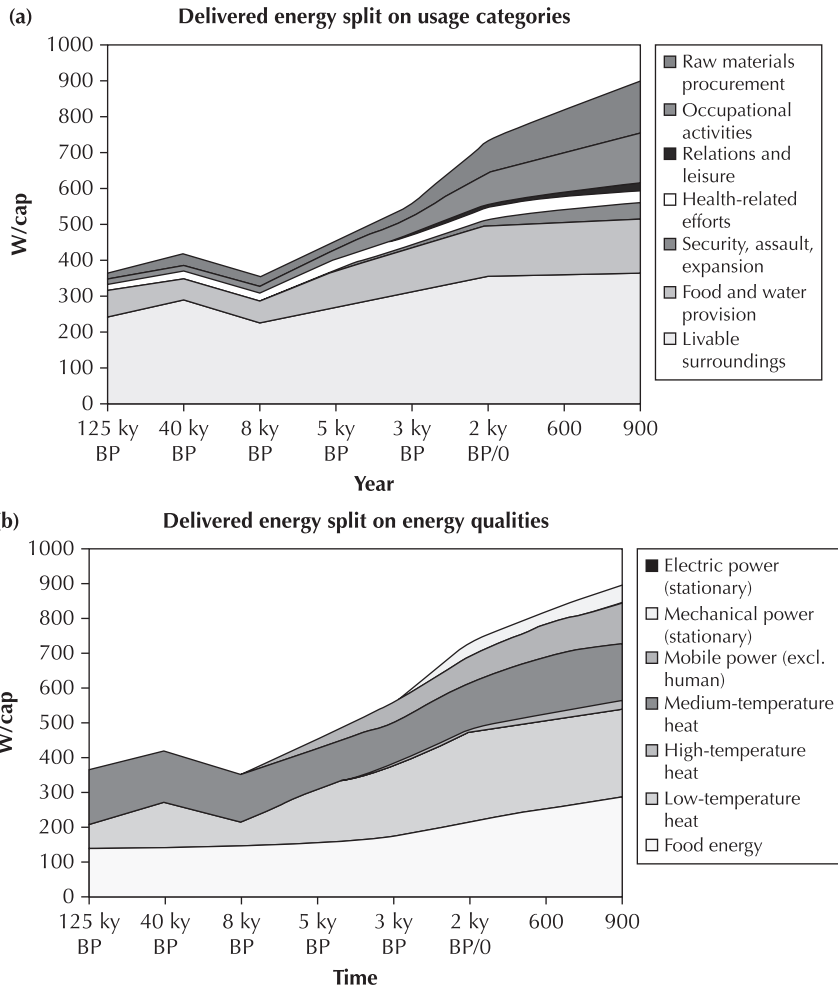 (a)
Delivered energy split on usage categories
1000
900
800
700
600
500
400
300
200
100
0
W/cap
125 ky BP
40 ky BP
8 ky BP
5 ky BP
3 ky BP
2 ky BP/0
600
900
Year
Raw materials
procurement
Occupational
activities
Relations and
leisure
Health-related
efforts
Security, assault,
expansion
Food and water
provision
Livable
surroundings
b)
Delivered energy split on energy qualities
1000
900
800
700
600
500
400
300
200
100
0
W/cap
125 ky BP
40 ky BP
8 ky BP
5 ky BP
3 ky BP
2 ky BP/0
600
900
Time
Electric power
(stationary)
Mechanical power
(stationary)
Mobile power (excl.
human)
Medium-temperature
heat
High-temperature
heat
Low-temperature
heat
Food energy